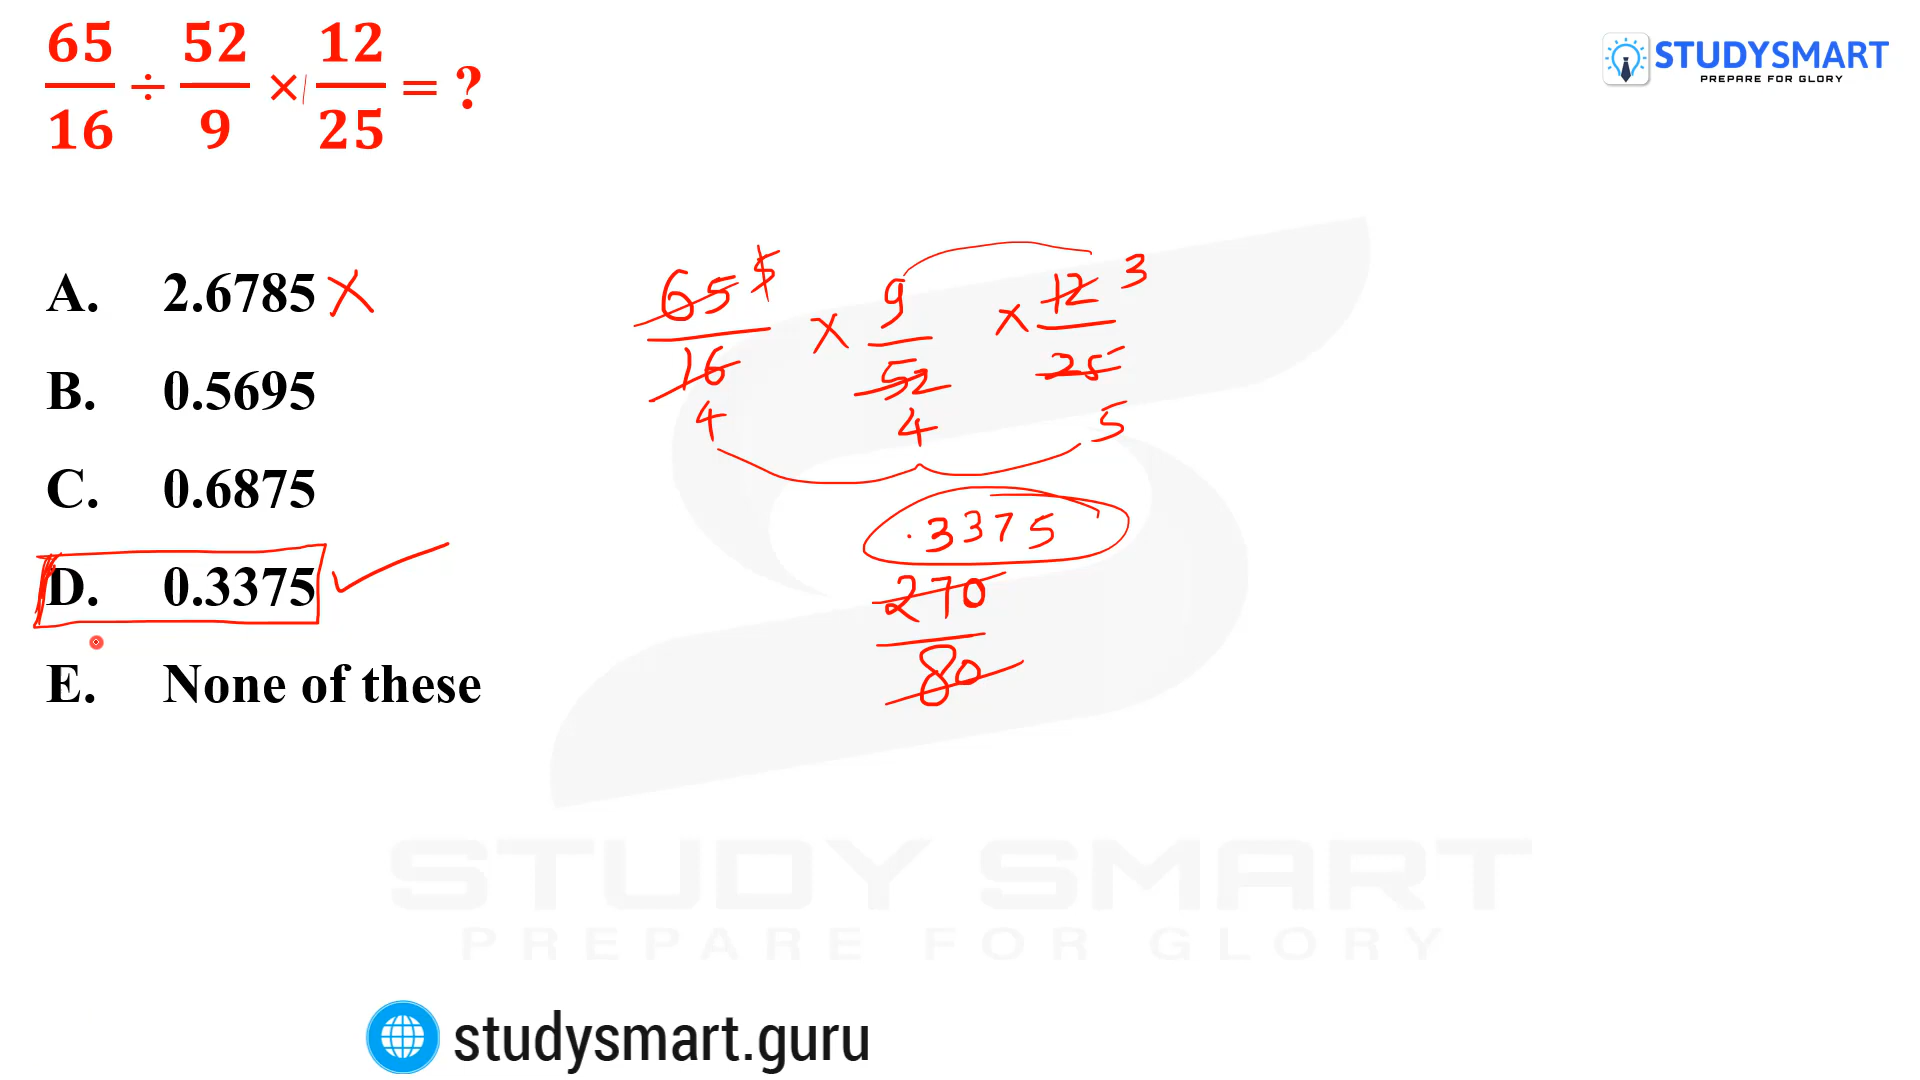 65/16 ÷ 52/9 × 12/25 = ?
STUDYSMART
PREPARE FOR GLORY
A. 2.6785 X
B. 0.5695
C. 0.6875
D. 0.3375 ✓
E. None of these
65 5 / 16 4 × 9 / 52 4 × 12 3 / 25 5
.3375
270
80
STUDY SMART
PREPARE FOR GLORY
studysmart.guru